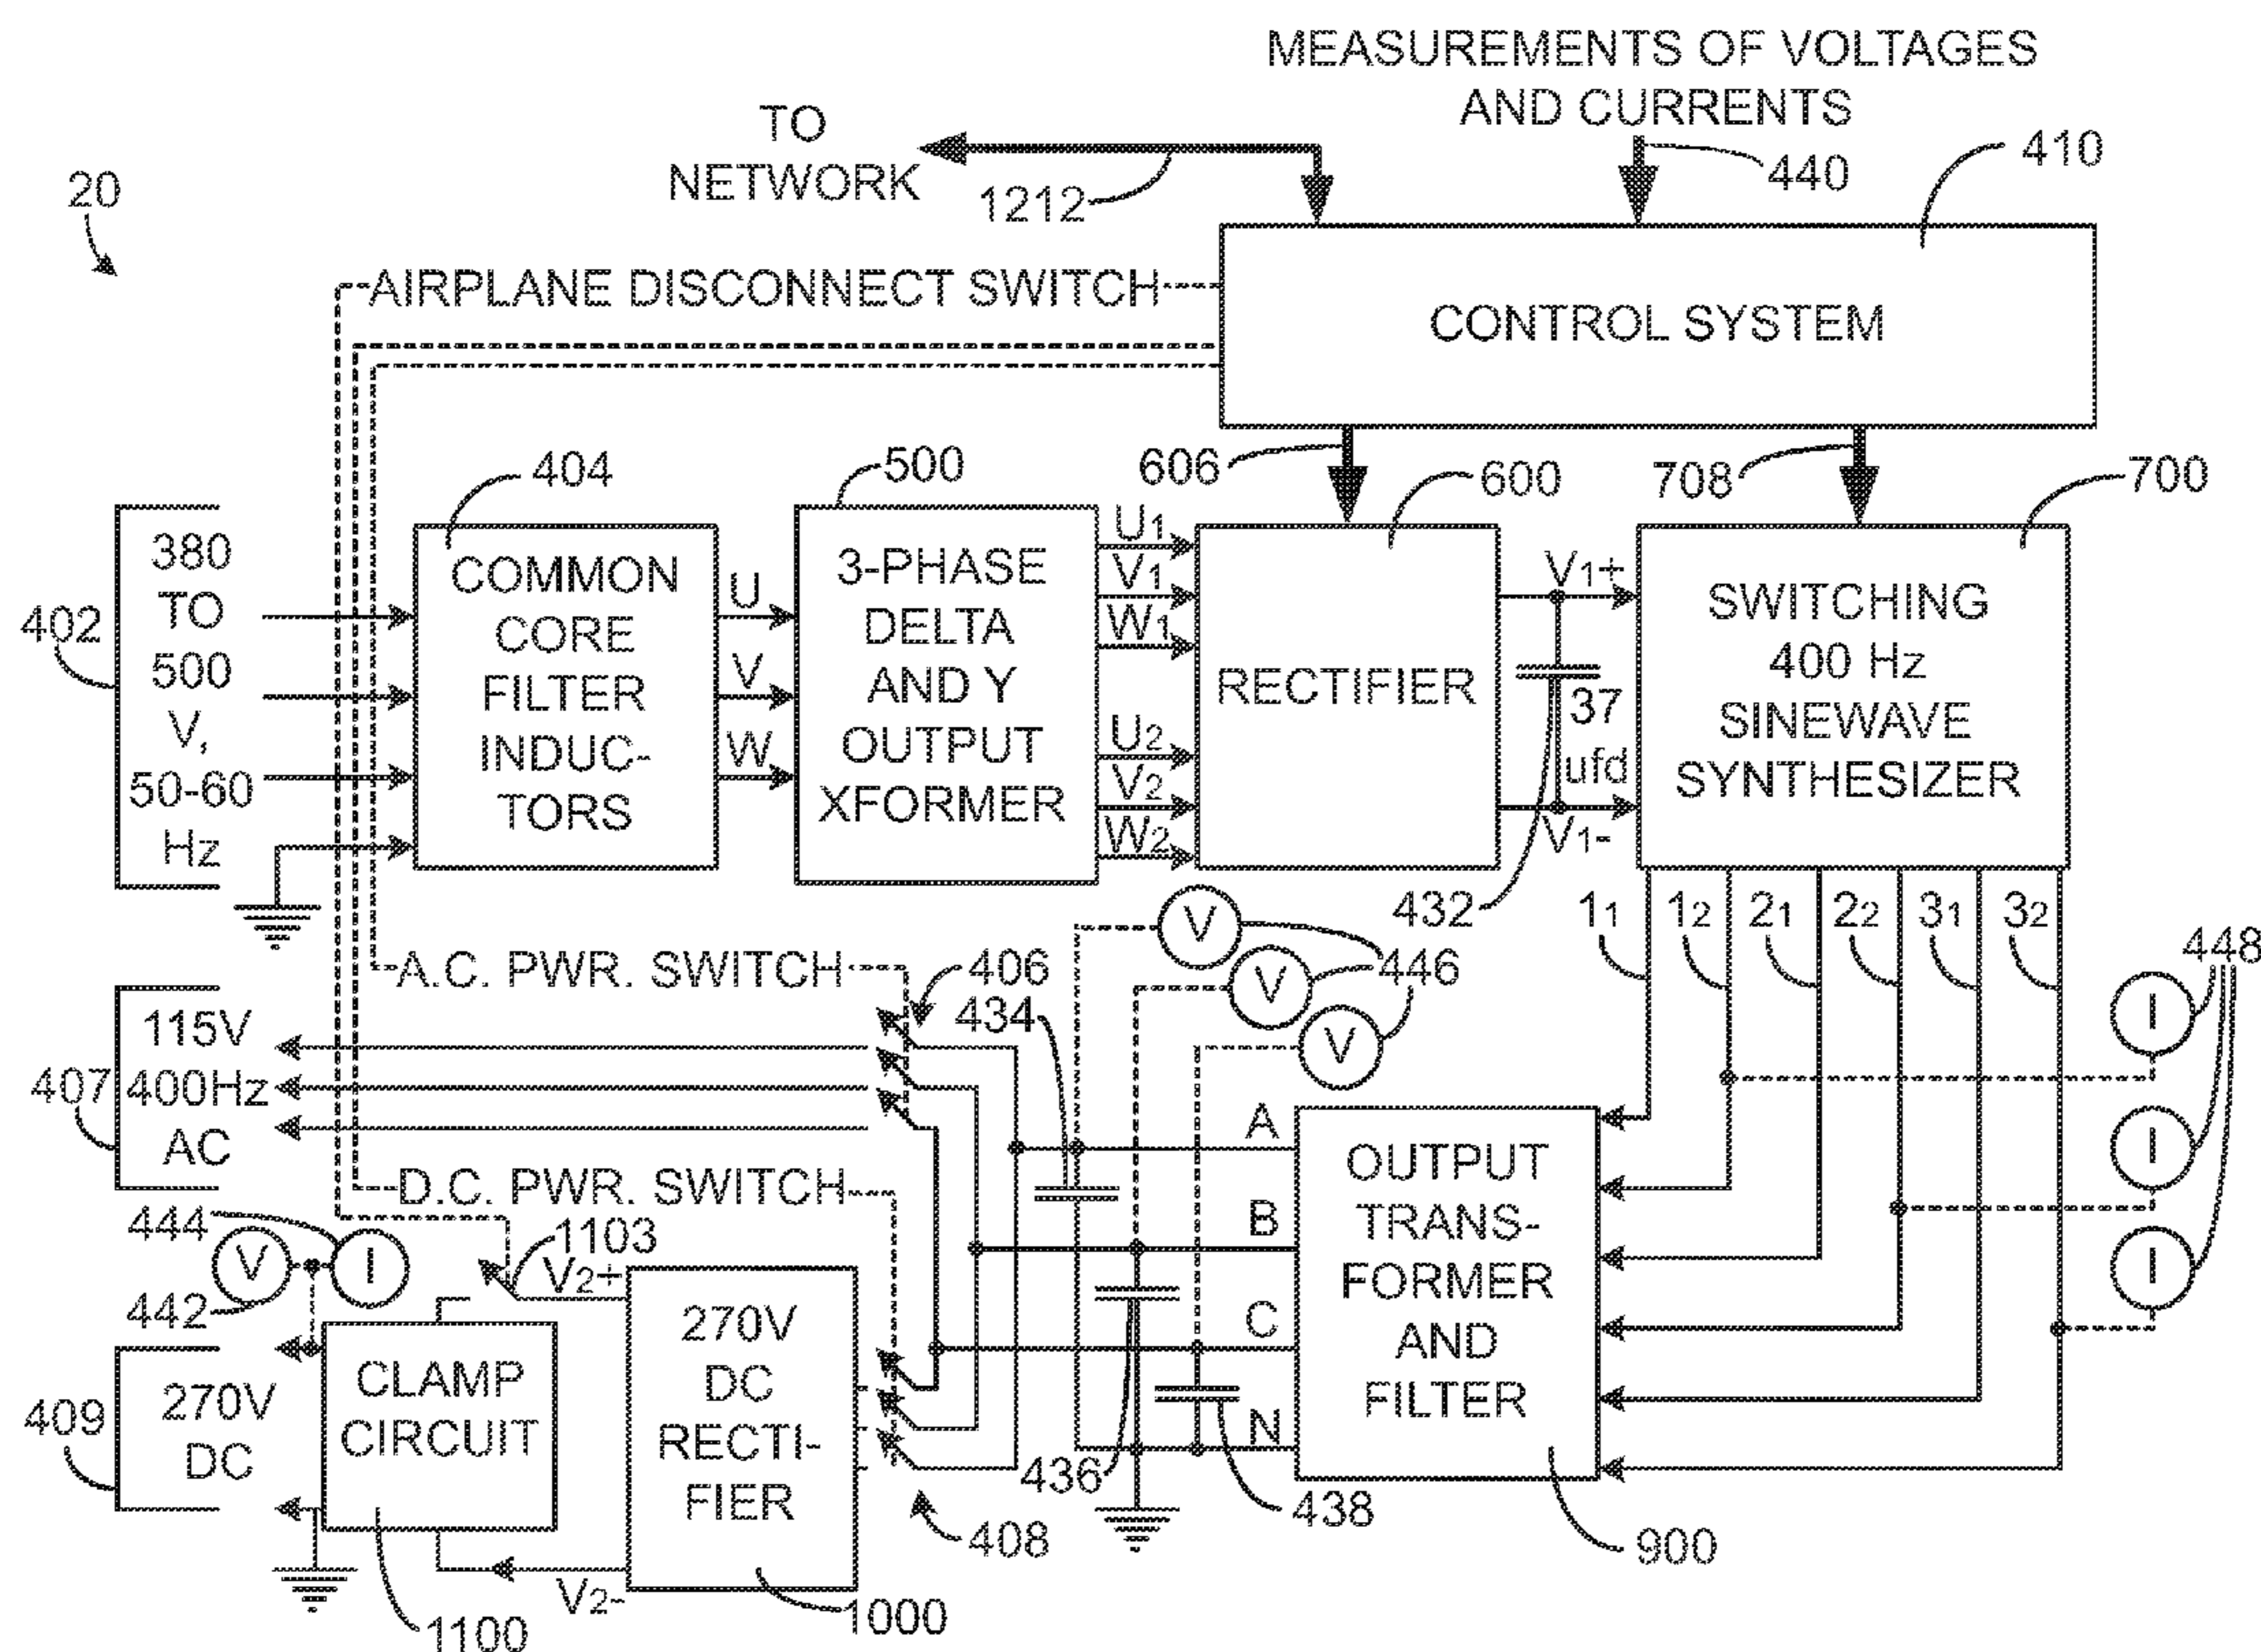 MEASUREMENTS OF VOLTAGES
AND CURRENTS
TO
NETWORK
1212
440
410
20
AIRPLANE DISCONNECT SWITCH
CONTROL SYSTEM
404
500
606
600
708
700
402
380
TO
500
V,
50-60
Hz
COMMON
CORE
FILTER
INDUC-
TORS
U
V
W
3-PHASE
DELTA
AND Y
OUTPUT
XFORMER
U1
V1
W1
U2
V2
W2
RECTIFIER
V1+
37
ufd
V1-
432
SWITCHING
400 Hz
SINEWAVE
SYNTHESIZER
11
12
21
22
31
32
448
I
I
I
V
V
V
446
A.C. PWR. SWITCH
406
434
407
115V
400Hz
AC
D.C. PWR. SWITCH
444
V
I
442
1103
V2+
409
270V
DC
CLAMP
CIRCUIT
270V
DC
RECTI-
FIER
V2-
1100
1000
408
A
B
C
N
436
438
OUTPUT
TRANS-
FORMER
AND
FILTER
900